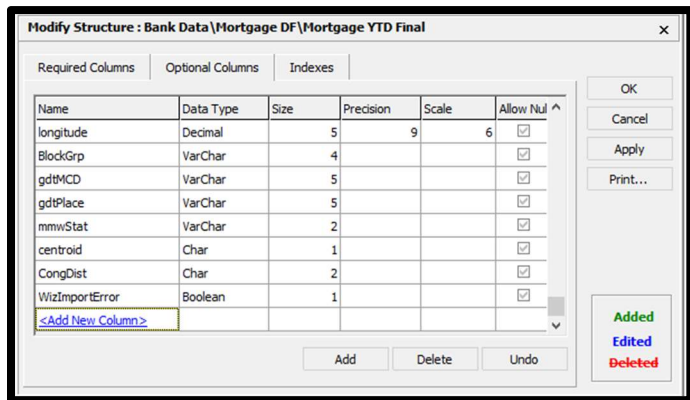 Modify Structure : Bank Data\Mortgage DF\Mortgage YTD Final
Required Columns Optional Columns Indexes
OK
Cancel
Apply
Print...
Name Data Type Size Precision Scale Allow Nul
longitude Decimal 5 9 6
BlockGrp VarChar 4
gdtMCD VarChar 5
gdtPlace VarChar 5
mmwStat VarChar 2
centroid Char 1
CongDist Char 2
WizImportError Boolean 1
<Add New Column>
Add Delete Undo
Added
Edited
Deleted